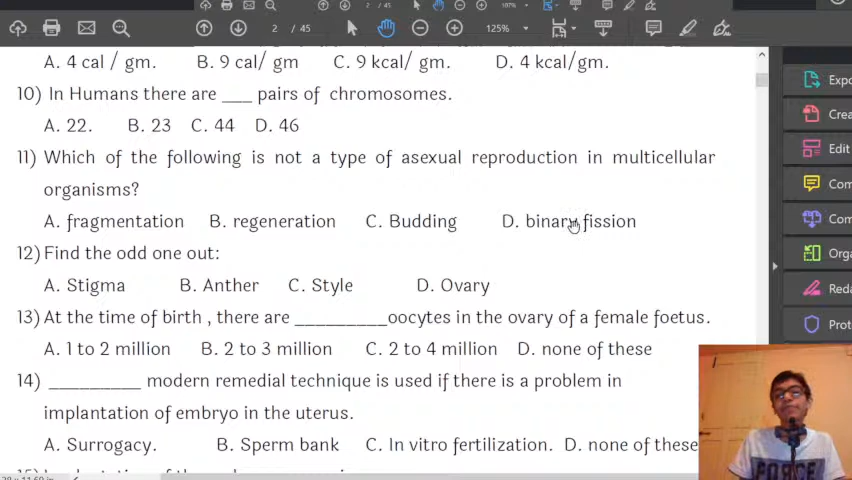 187%
2 / 45
2 / 45
125%
A. 4 cal / gm. B. 9 cal/ gm C. 9 kcal/ gm. D. 4 kcal/gm.
10) In Humans there are ___ pairs of chromosomes.
A. 22. B. 23 C. 44 D. 46
11) Which of the following is not a type of asexual reproduction in multicellular
organisms?
A. fragmentation B. regeneration C. Budding D. binary fission
12) Find the odd one out:
A. Stigma B. Anther C. Style D. Ovary
13) At the time of birth , there are _________oocytes in the ovary of a female foetus.
A. 1 to 2 million B. 2 to 3 million C. 2 to 4 million D. none of these
14) _________ modern remedial technique is used if there is a problem in
implantation of embryo in the uterus.
A. Surrogacy. B. Sperm bank C. In vitro fertilization. D. none of these
Expo
Crea
Edit
Com
Com
Orga
Reda
Prot
FORCE